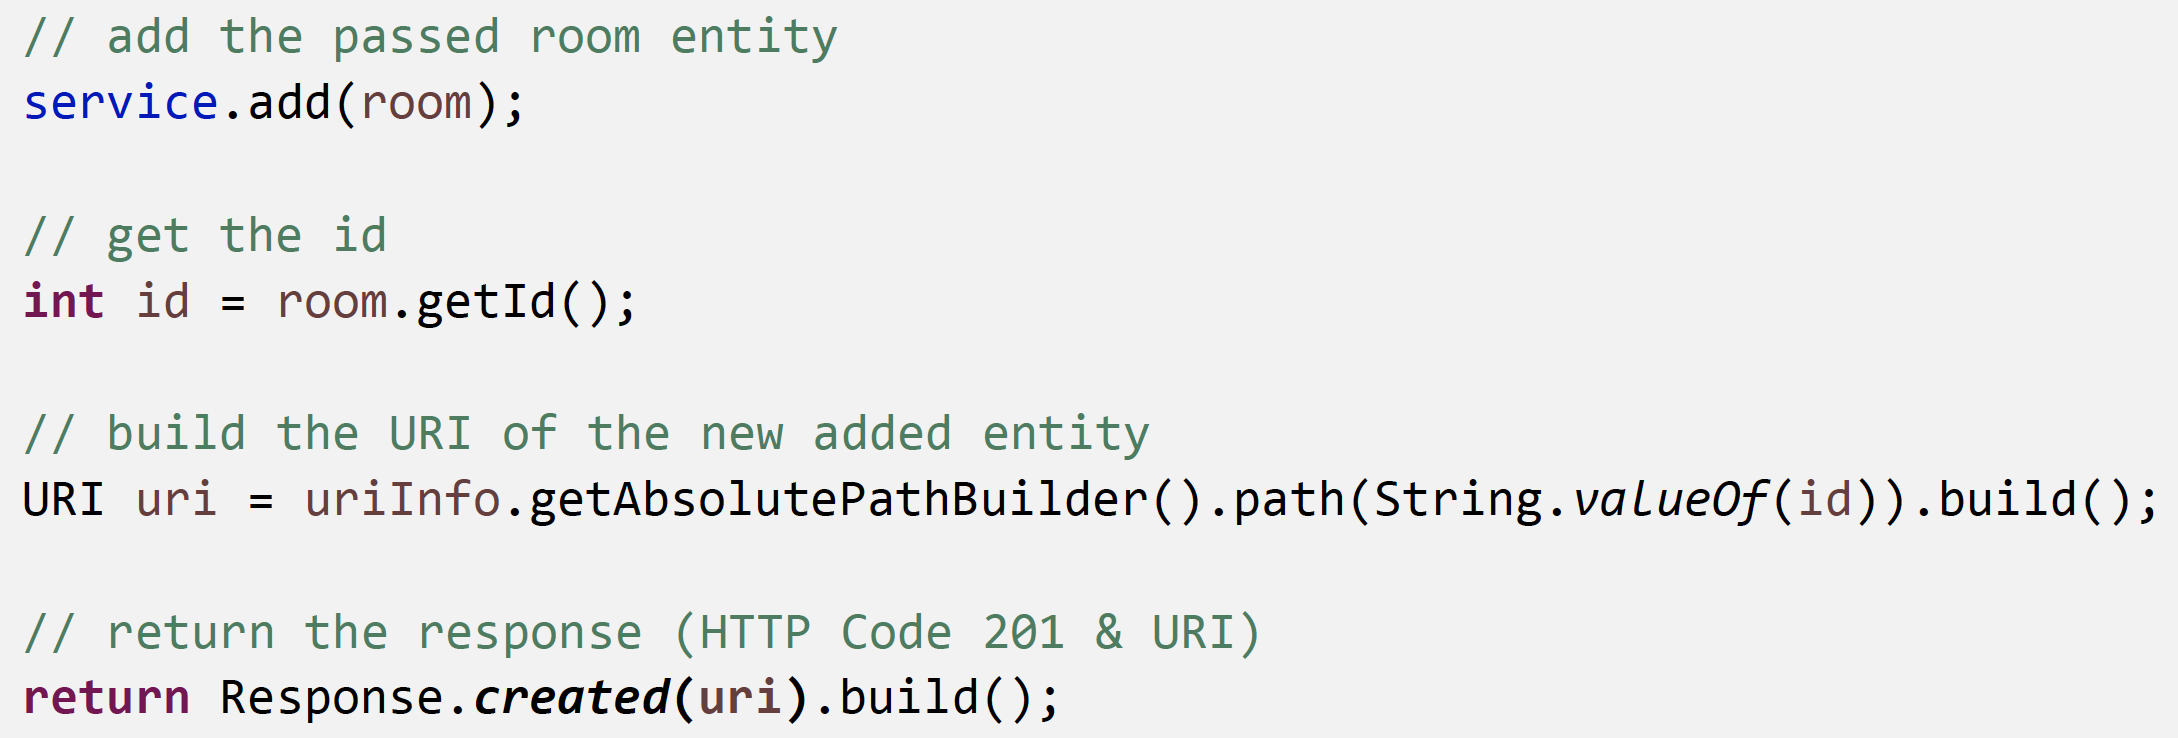 // add the passed room entity
service.add(room);
// get the id
int id = room.getId();
// build the URI of the new added entity
URI uri = uriInfo.getAbsolutePathBuilder().path(String.valueOf(id)).build();
// return the response (HTTP Code 201 & URI)
return Response.created(uri).build();